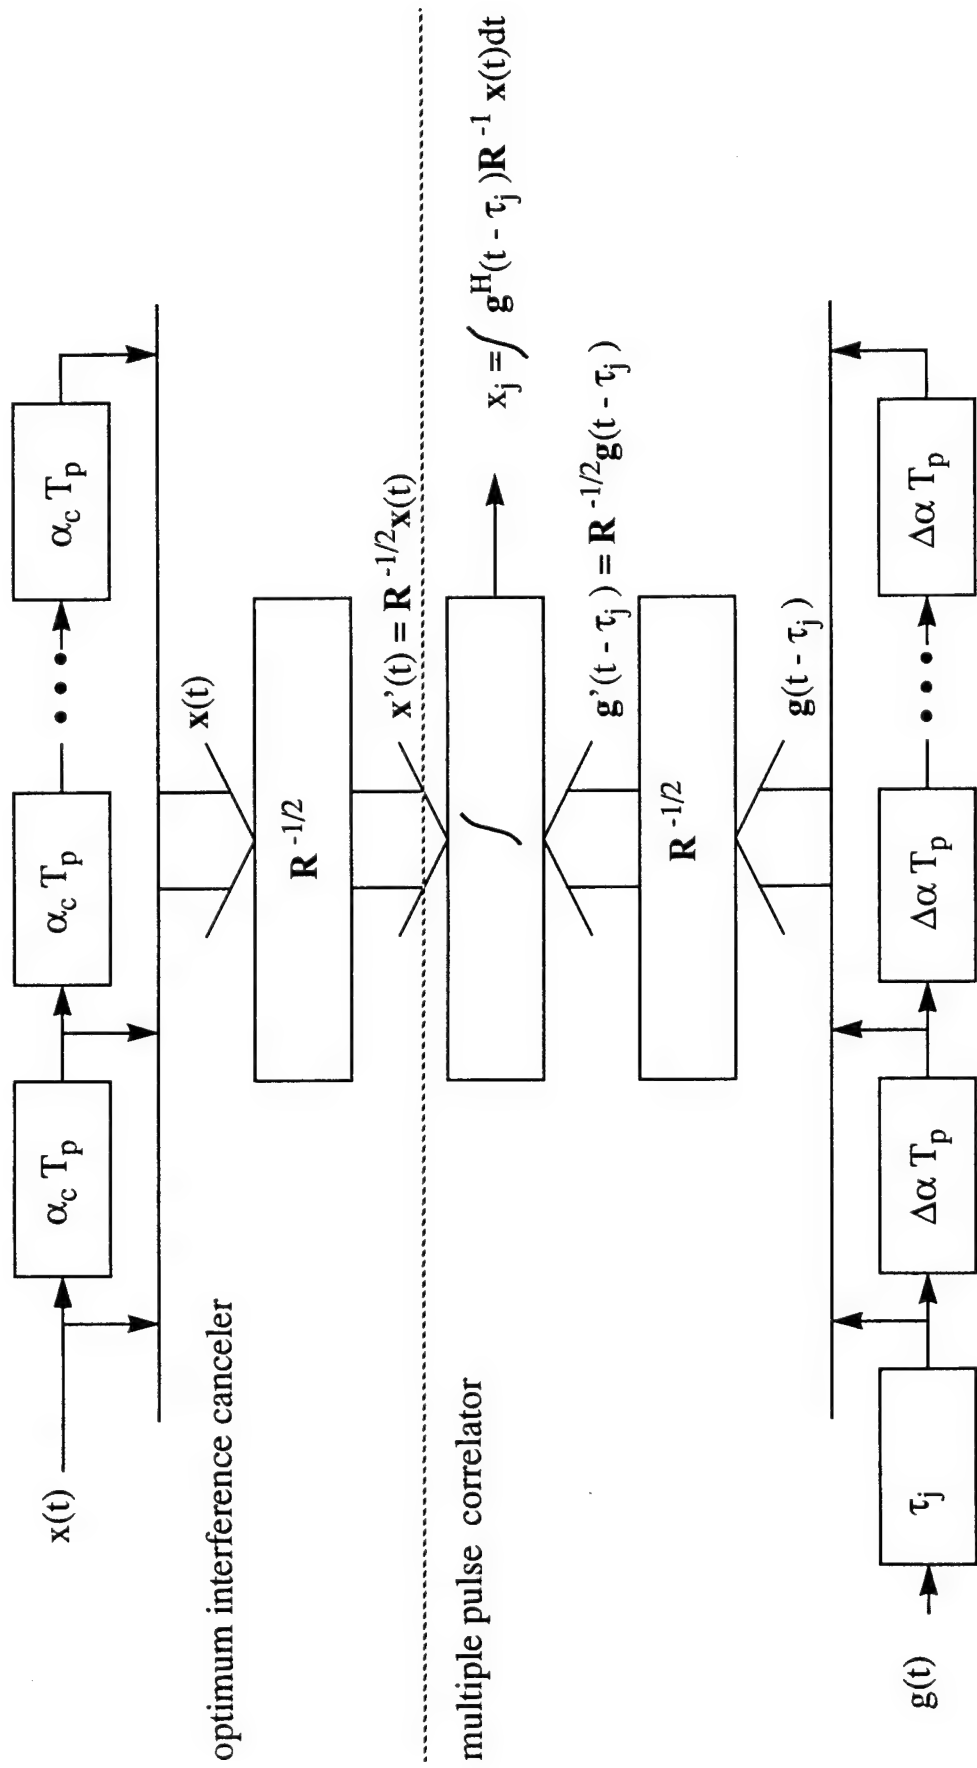 x(t)
α_c T_p
α_c T_p
• • •
α_c T_p
x(t)
optimum interference canceler
R^{-1/2}
x'(t) = R^{-1/2}x(t)
multiple pulse correlator
∫
x_j = ∫ g^H(t - τ_j)R^{-1} x(t)dt
g'(t - τ_j) = R^{-1/2}g(t - τ_j)
R^{-1/2}
g(t - τ_j)
g(t)
τ_j
Δα T_p
Δα T_p
• • •
Δα T_p